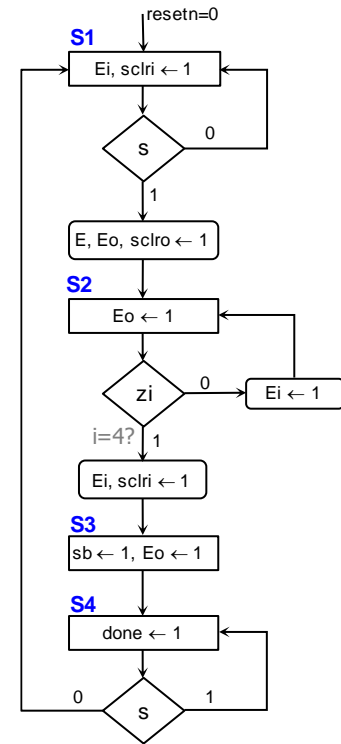 resetn=0
S1
Ei, sclri ← 1
s
0
1
E, Eo, sclro ← 1
S2
Eo ← 1
zi
0
Ei ← 1
i=4?
1
Ei, sclri ← 1
S3
sb ← 1, Eo ← 1
S4
done ← 1
0
s
1